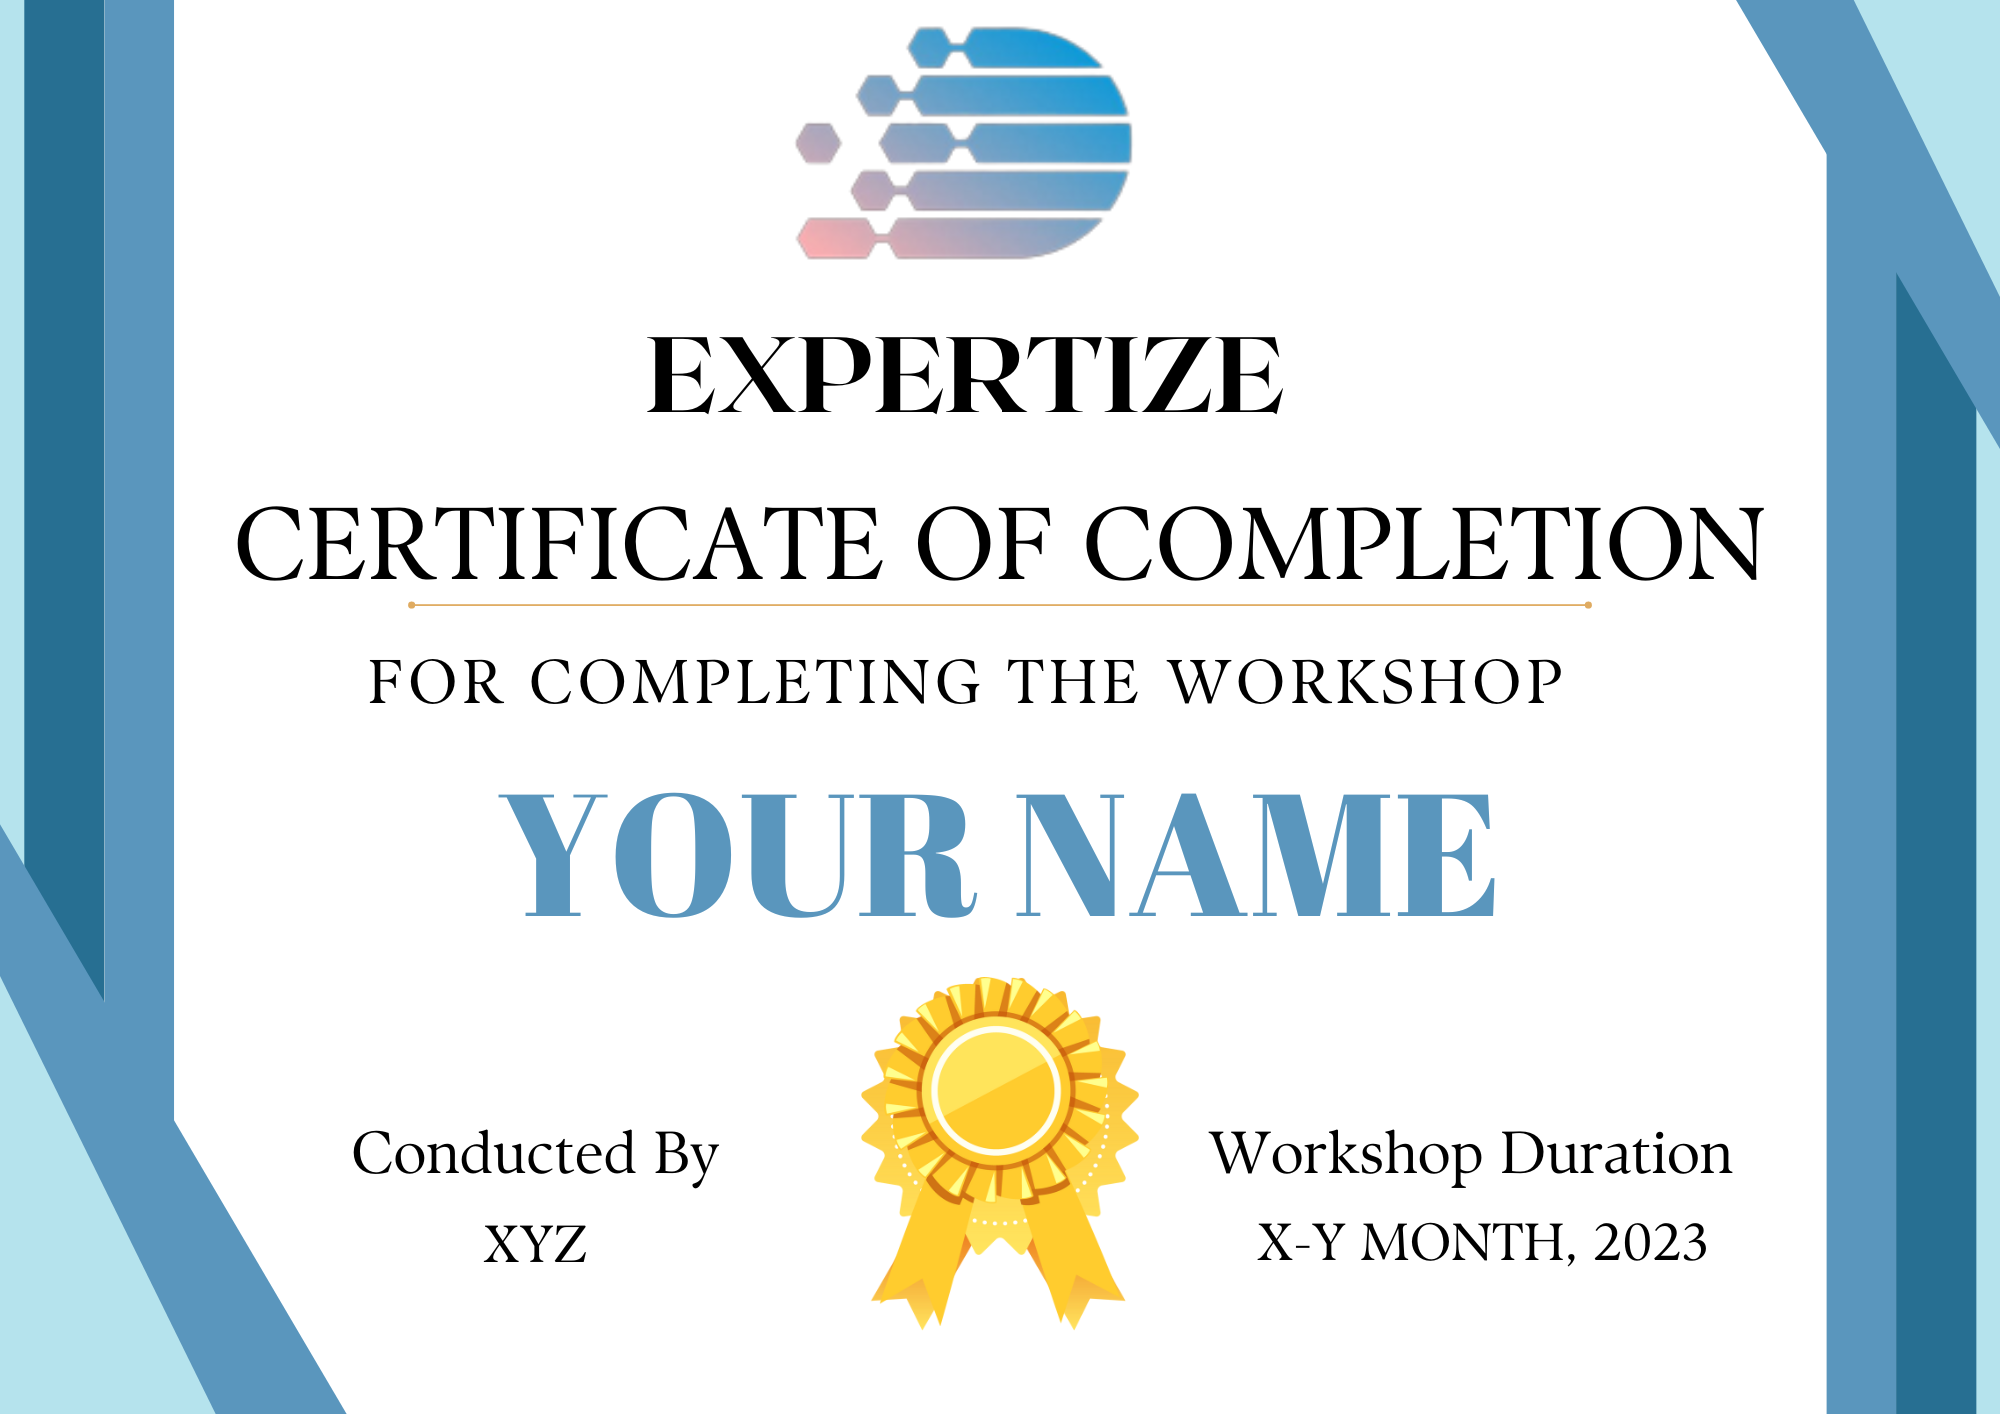 EXPERTIZE
CERTIFICATE OF COMPLETION
FOR COMPLETING THE WORKSHOP
YOUR NAME
Conducted By
XYZ
Workshop Duration
X-Y MONTH, 2023